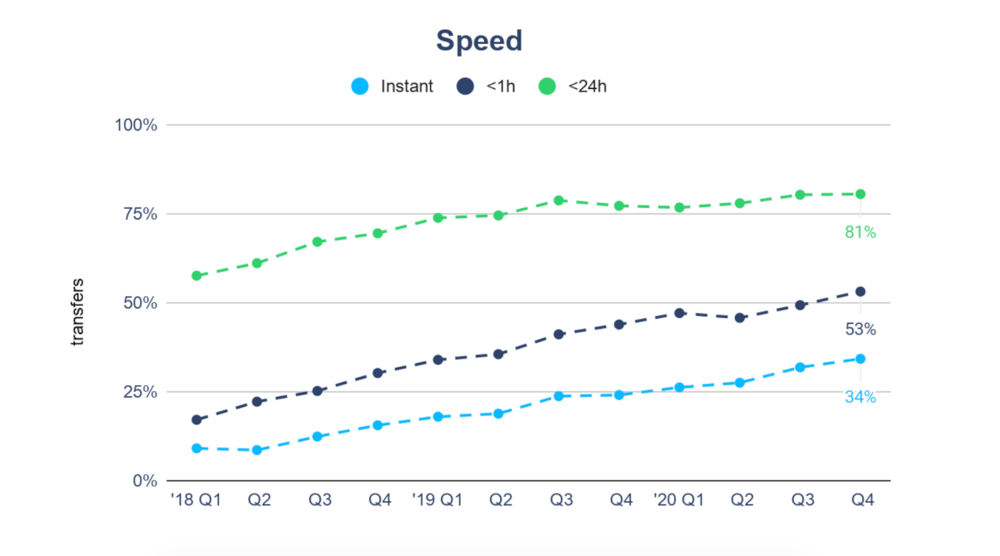 Speed
Instant <1h <24h
100%
75%
81%
transfers
50%
53%
25%
34%
0%
'18 Q1 Q2 Q3 Q4 '19 Q1 Q2 Q3 Q4 '20 Q1 Q2 Q3 Q4